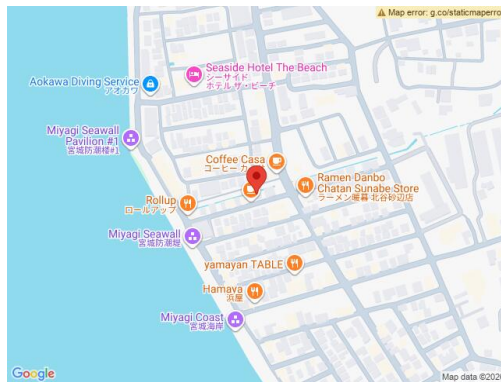 Map error: g.co/staticmaperro
Seaside Hotel The Beach
シーサイド
ホテル ザ・ビーチ
Aokawa Diving Service
アオカワ
Miyagi Seawall
Pavilion #1
宮城防潮楼#1
Coffee Casa
コーヒー カ
Ramen Danbo
Chatan Sunabe Store
ラーメン暖暮 北谷砂辺店
Rollup
ロールアップ
Miyagi Seawall
宮城防潮堤
yamayan TABLE
Hamaya
浜屋
Miyagi Coast
宮城海岸
Google
Map data ©2020